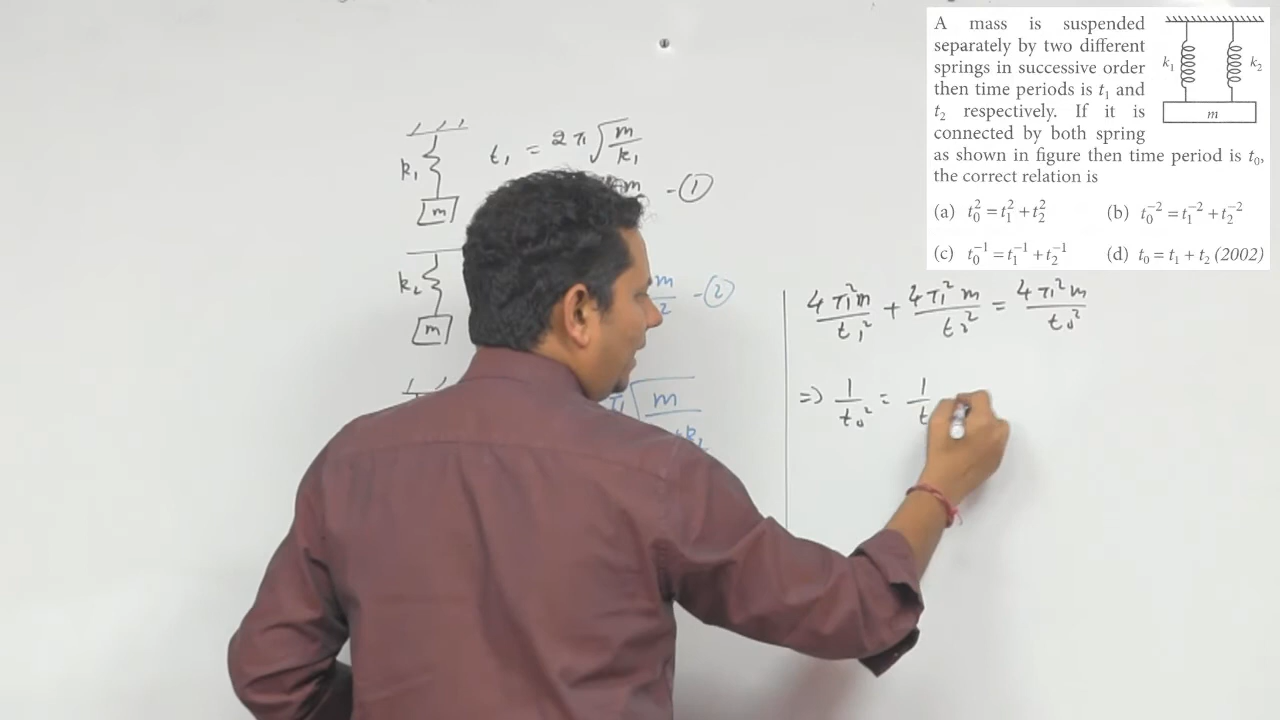 A mass is suspended
separately by two different
springs in successive order
then time periods is t₁ and
t₂ respectively. If it is
connected by both spring
as shown in figure then time period is t₀,
the correct relation is
k₁
k₂
m
(a) t₀² = t₁² + t₂²
(b) t₀⁻² = t₁⁻² + t₂⁻²
(c) t₀⁻¹ = t₁⁻¹ + t₂⁻¹
(d) t₀ = t₁ + t₂ (2002)
k₁
m
t₁ = 2π√(m/k₁)
m - ①
k₂
m
m/2 - ②
√m
4π²m/t₁² + 4π²m/t₂² = 4π²m/t₀²
=> 1/t₀² = 1/t